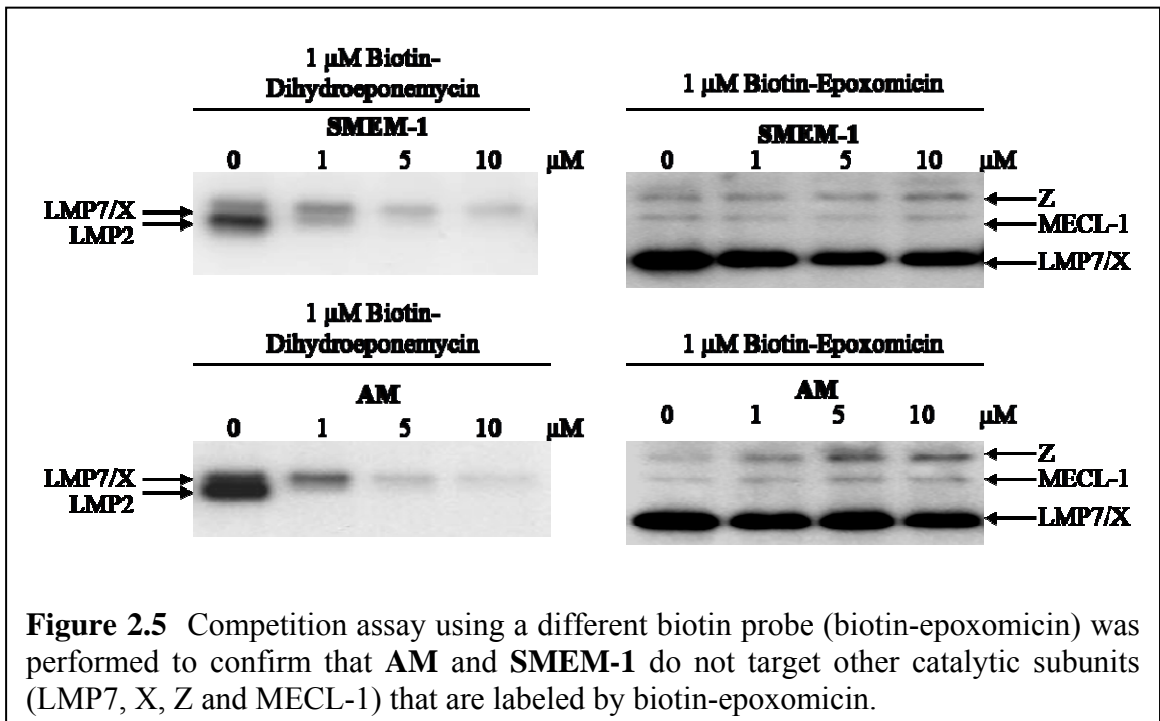 1 µM Biotin-
Dihydroeponemycin
SMEM-1
0 1 5 10 µM
LMP7/X
LMP2
1 µM Biotin-Epoxomicin
SMEM-1
0 1 5 10 µM
Z
MECL-1
LMP7/X
1 µM Biotin-
Dihydroeponemycin
AM
0 1 5 10 µM
LMP7/X
LMP2
1 µM Biotin-Epoxomicin
AM
0 1 5 10 µM
Z
MECL-1
LMP7/X
Figure 2.5 Competition assay using a different biotin probe (biotin-epoxomicin) was
performed to confirm that AM and SMEM-1 do not target other catalytic subunits
(LMP7, X, Z and MECL-1) that are labeled by biotin-epoxomicin.